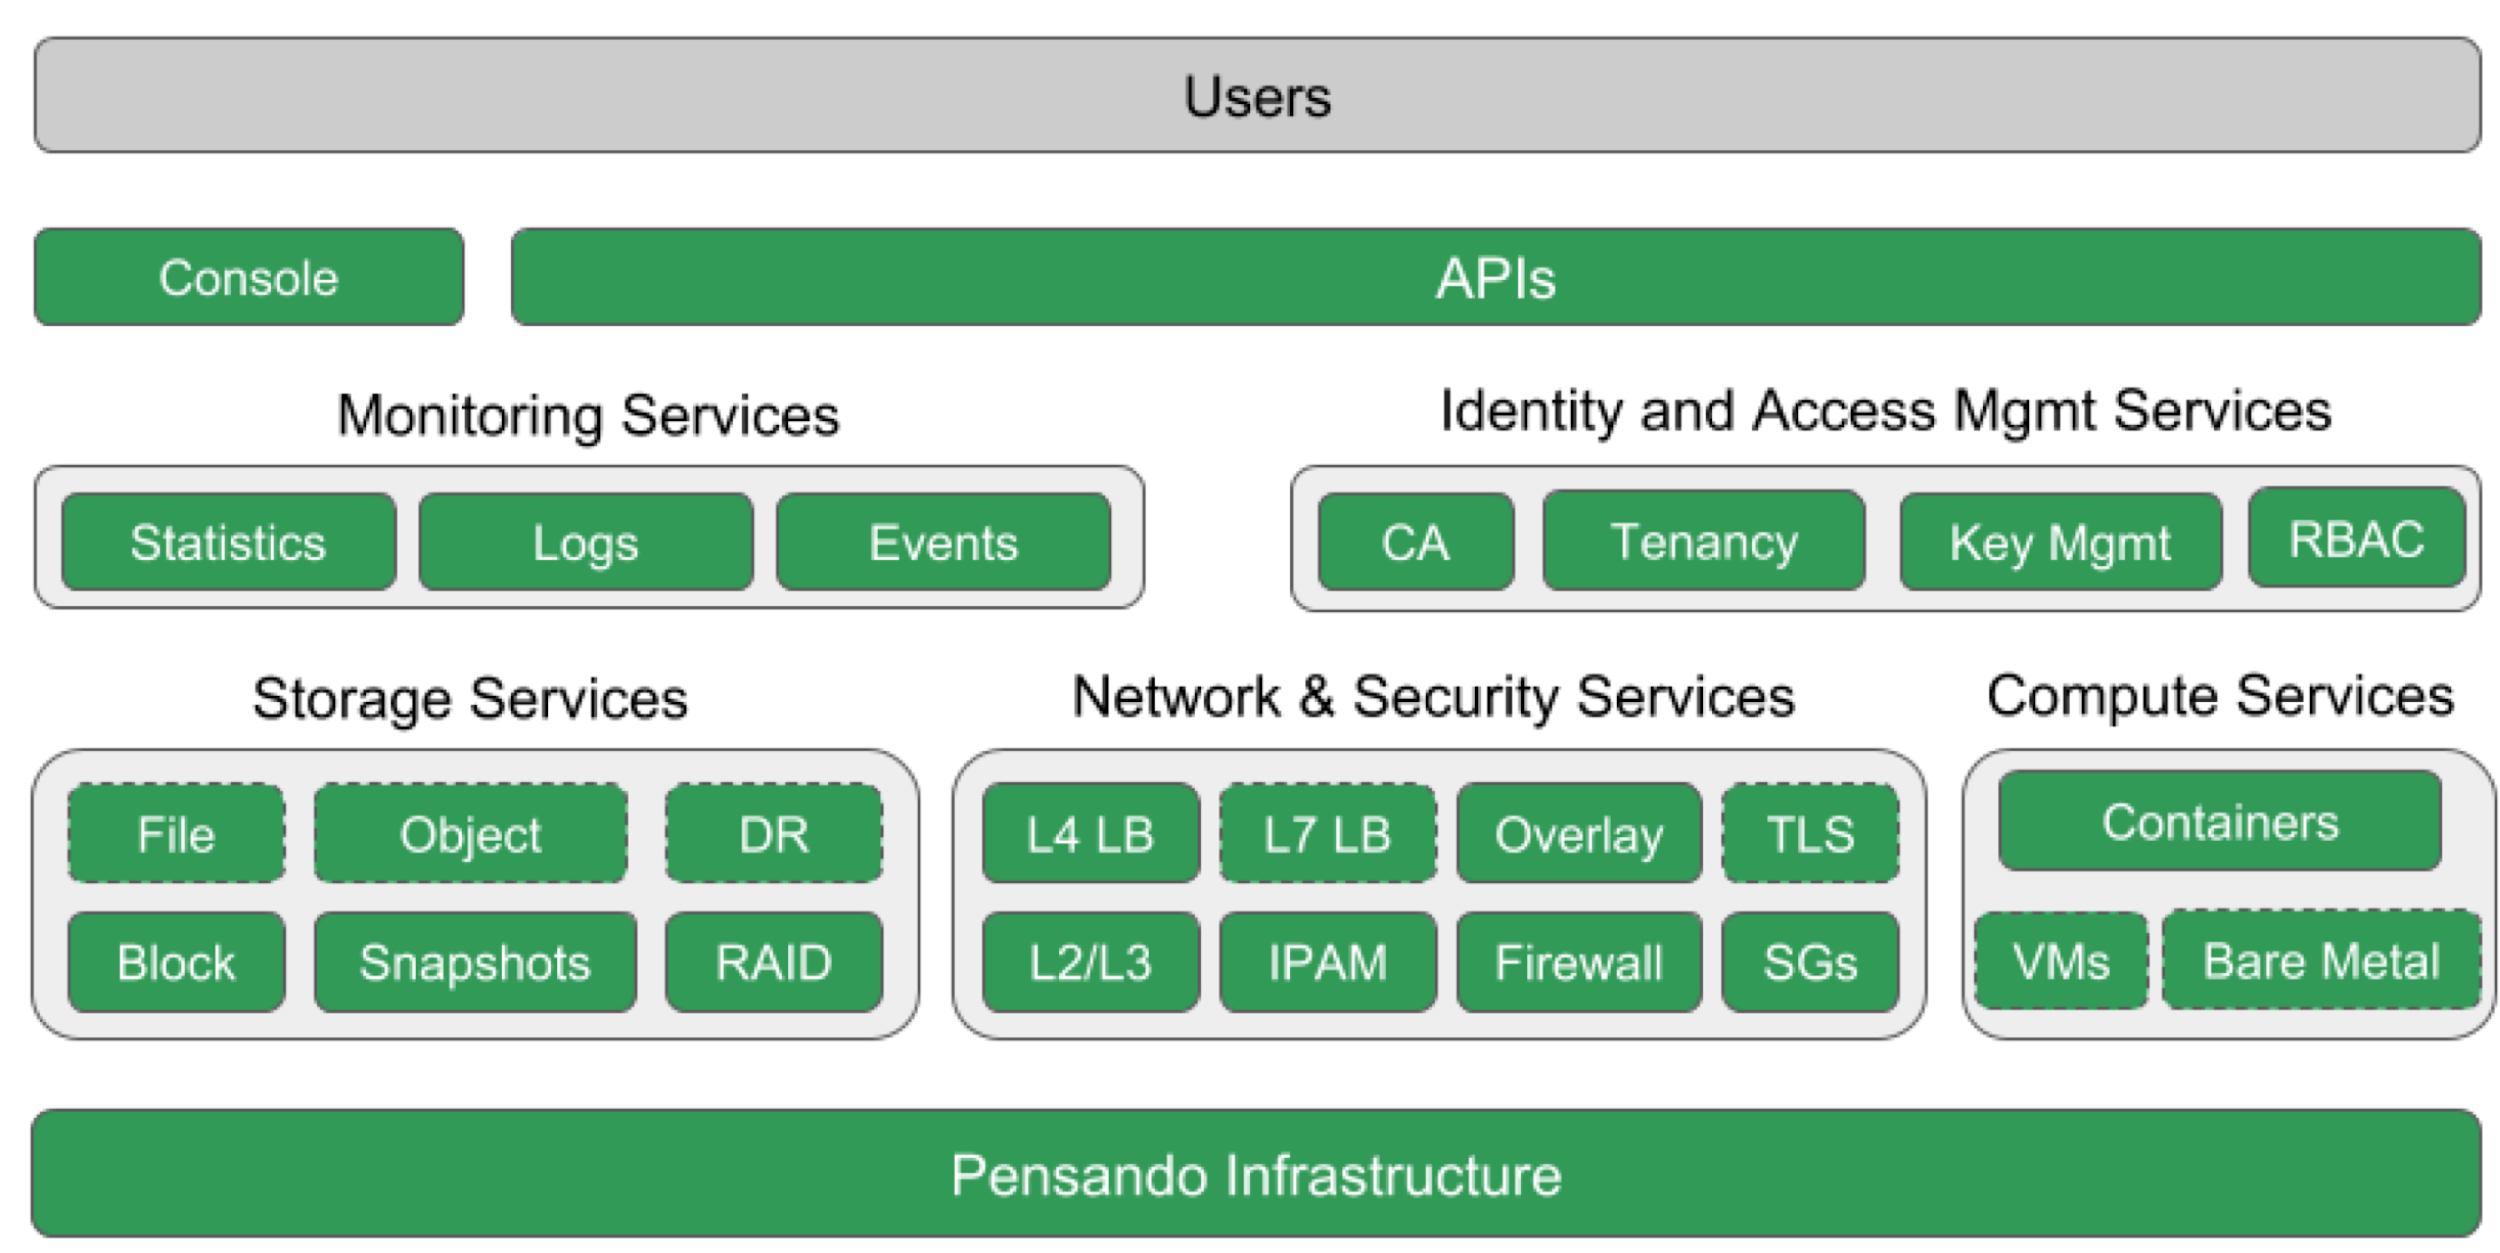 Users
Console
APIs
Monitoring Services
Identity and Access Mgmt Services
Statistics
Logs
Events
CA
Tenancy
Key Mgmt
RBAC
Storage Services
Network & Security Services
Compute Services
File
Object
DR
Block
Snapshots
RAID
L4 LB
L7 LB
Overlay
TLS
L2/L3
IPAM
Firewall
SGs
Containers
VMs
Bare Metal
Pensando Infrastructure